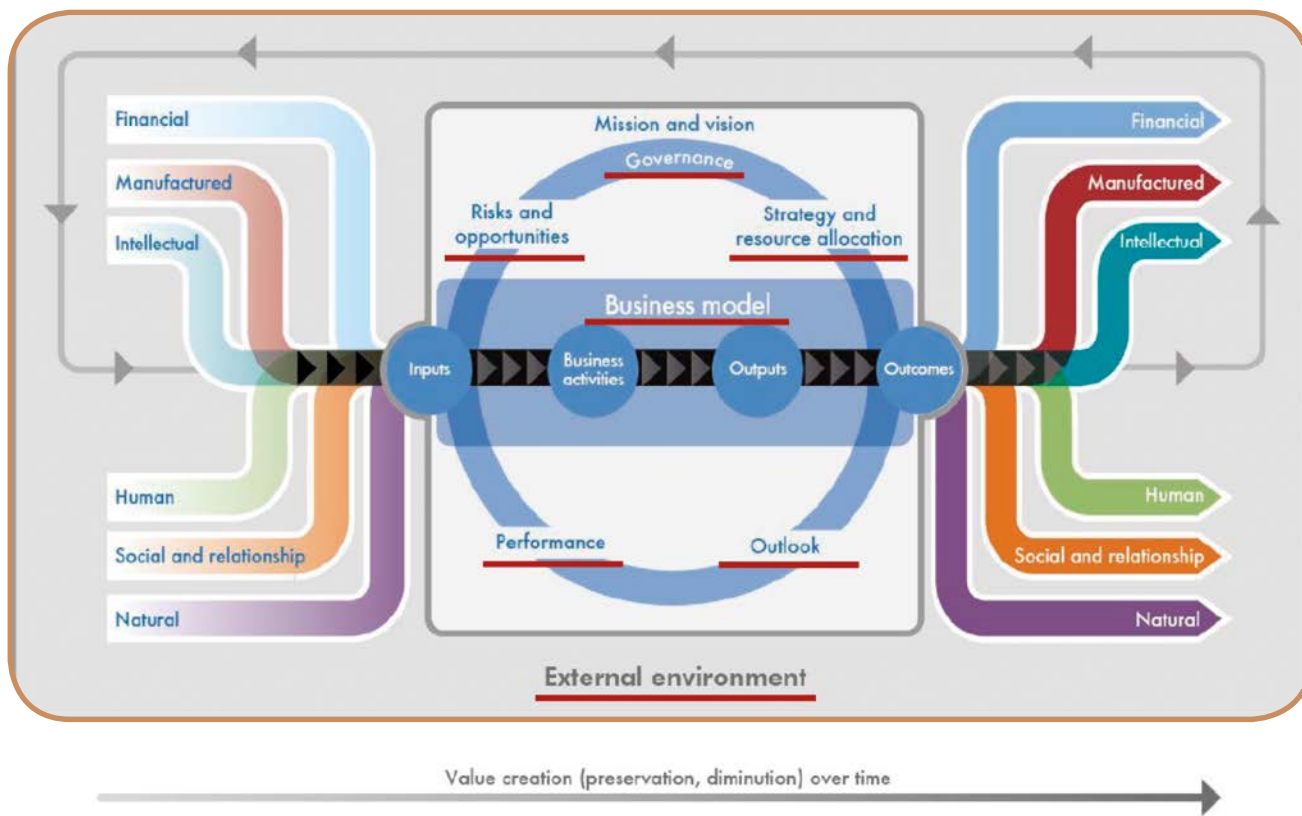 Financial
Manufactured
Intellectual
Human
Social and relationship
Natural
Mission and vision
Governance
Risks and
opportunities
Strategy and
resource allocation
Business model
Inputs
Business
activities
Outputs
Outcomes
Performance
Outlook
Financial
Manufactured
Intellectual
Human
Social and relationship
Natural
External environment
Value creation (preservation, diminution) over time